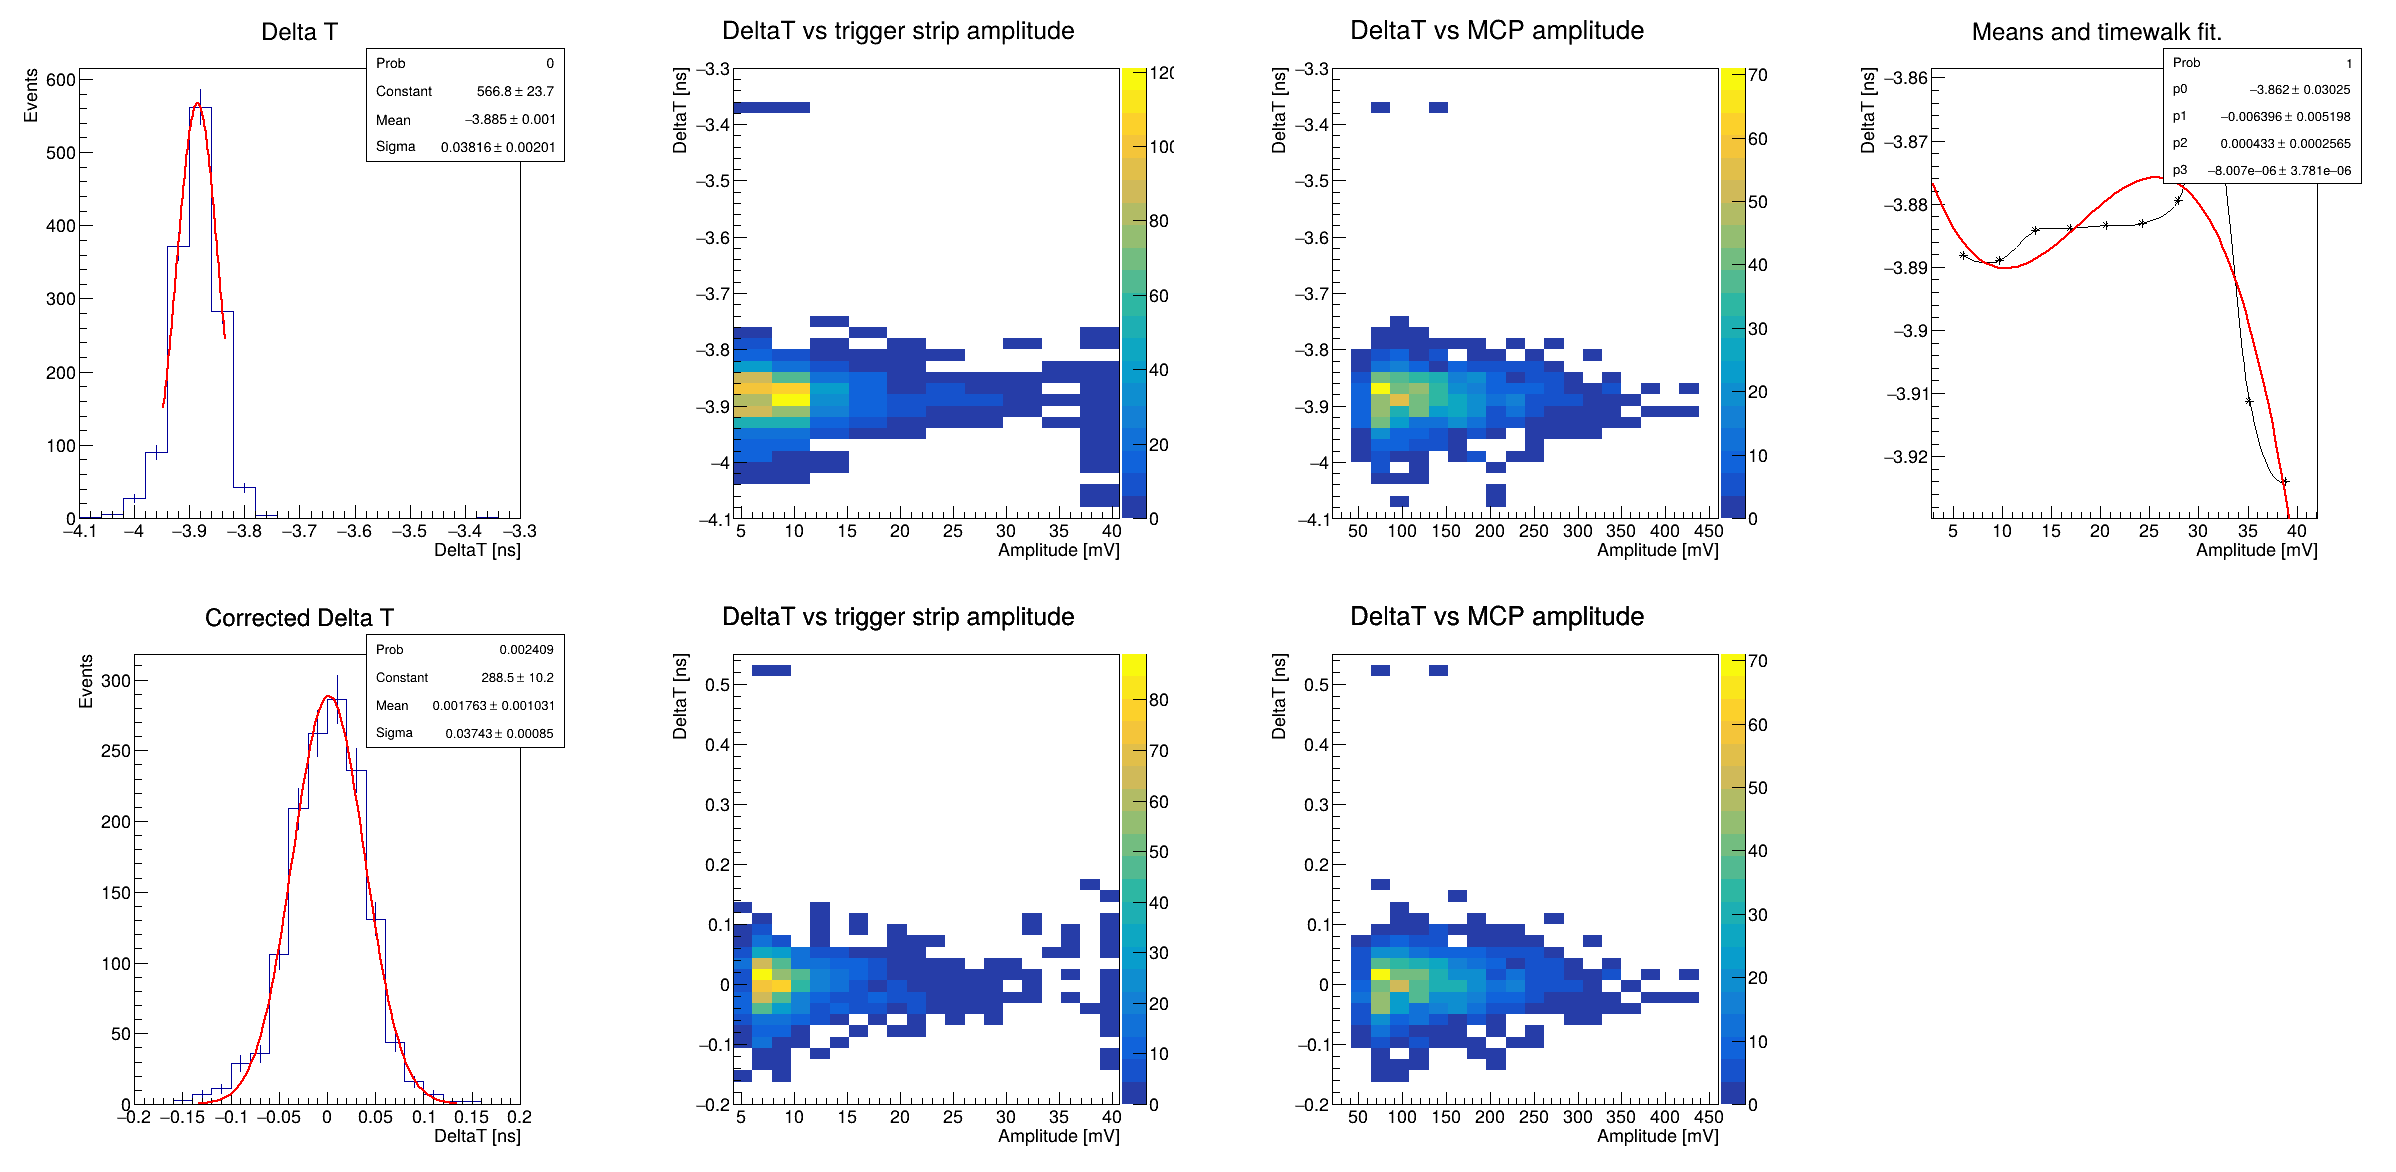 Delta T
Events
Prob 0
Constant 566.8 ± 23.7
Mean −3.885 ± 0.001
Sigma 0.03816 ± 0.00201
600
500
400
300
200
100
0
−4.1 −4 −3.9 −3.8 −3.7 −3.6 −3.5 −3.4 −3.3
DeltaT [ns]
DeltaT vs trigger strip amplitude
DeltaT [ns]
−3.3
−3.4
−3.5
−3.6
−3.7
−3.8
−3.9
−4
−4.1
5 10 15 20 25 30 35 40
Amplitude [mV]
120
100
80
60
40
20
0
DeltaT vs MCP amplitude
DeltaT [ns]
−3.3
−3.4
−3.5
−3.6
−3.7
−3.8
−3.9
−4
−4.1
50 100 150 200 250 300 350 400 450
Amplitude [mV]
70
60
50
40
30
20
10
0
Means and timewalk fit.
DeltaT [ns]
Prob 1
p0 −3.862 ± 0.03025
p1 −0.006396 ± 0.005198
p2 0.000433 ± 0.0002565
p3 −8.007e−06 ± 3.781e−06
−3.86
−3.87
−3.88
−3.89
−3.9
−3.91
−3.92
5 10 15 20 25 30 35 40
Amplitude [mV]
Corrected Delta T
Events
Prob 0.002409
Constant 288.5 ± 10.2
Mean 0.001763 ± 0.001031
Sigma 0.03743 ± 0.00085
300
250
200
150
100
50
0
−0.2 −0.15 −0.1 −0.05 0 0.05 0.1 0.15 0.2
DeltaT [ns]
DeltaT vs trigger strip amplitude
DeltaT [ns]
0.5
0.4
0.3
0.2
0.1
0
−0.1
−0.2
5 10 15 20 25 30 35 40
Amplitude [mV]
80
70
60
50
40
30
20
10
0
DeltaT vs MCP amplitude
DeltaT [ns]
0.5
0.4
0.3
0.2
0.1
0
−0.1
−0.2
50 100 150 200 250 300 350 400 450
Amplitude [mV]
70
60
50
40
30
20
10
0